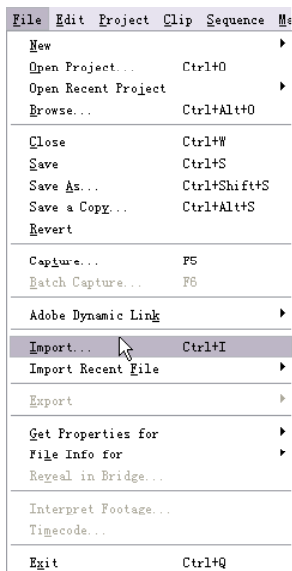 File Edit Project Clip Sequence Ma
New
Open Project... Ctrl+O
Open Recent Project
Browse... Ctrl+Alt+O
Close Ctrl+W
Save Ctrl+S
Save As... Ctrl+Shift+S
Save a Copy... Ctrl+Alt+S
Revert
Capture... F5
Batch Capture... F6
Adobe Dynamic Link
Import... Ctrl+I
Import Recent File
Export
Get Properties for
File Info for
Reveal in Bridge...
Interpret Footage...
Timecode...
Exit Ctrl+Q